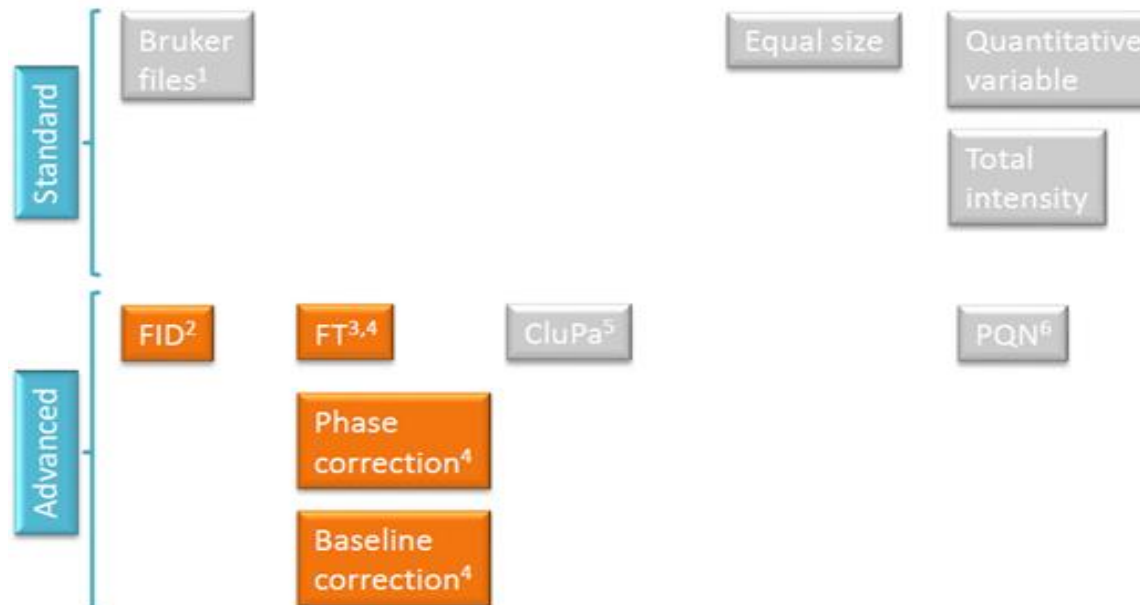 Standard
Bruker
files¹
Equal size
Quantitative
variable
Total
intensity
Advanced
FID²
FT³,⁴
CluPa⁵
PQN⁶
Phase
correction⁴
Baseline
correction⁴